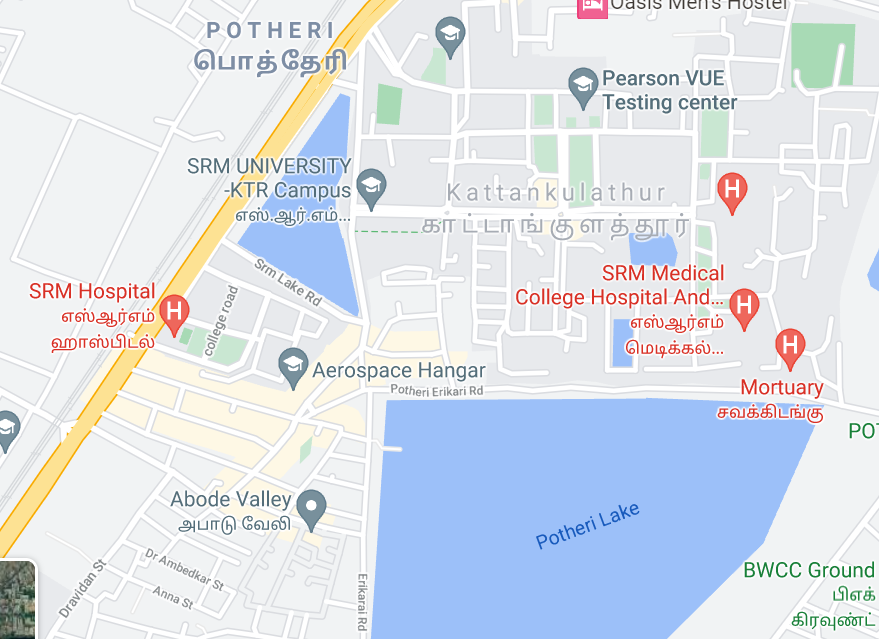 Oasis Men's Hostel
POTHERI
பொத்தேரி
Pearson VUE
Testing center
SRM UNIVERSITY
-KTR Campus
எஸ்.ஆர்.எம்...
Kattankulathur
காட்டாங்குளத்தூர்
SRM Medical
College Hospital And...
எஸ்ஆர்எம்
மெடிக்கல்...
Srm Lake Rd
SRM Hospital
எஸ்ஆர்எம்
ஹாஸ்பிடல்
college road
Aerospace Hangar
Potheri Erikari Rd
Mortuary
சவக்கிடங்கு
POT
Abode Valley
அபாடு வேலி
Potheri Lake
Dr Ambedkar St
Anna St
Dravidan St
Erikarai Rd
BWCC Ground
பிஎக்
கிரவுண்ட்